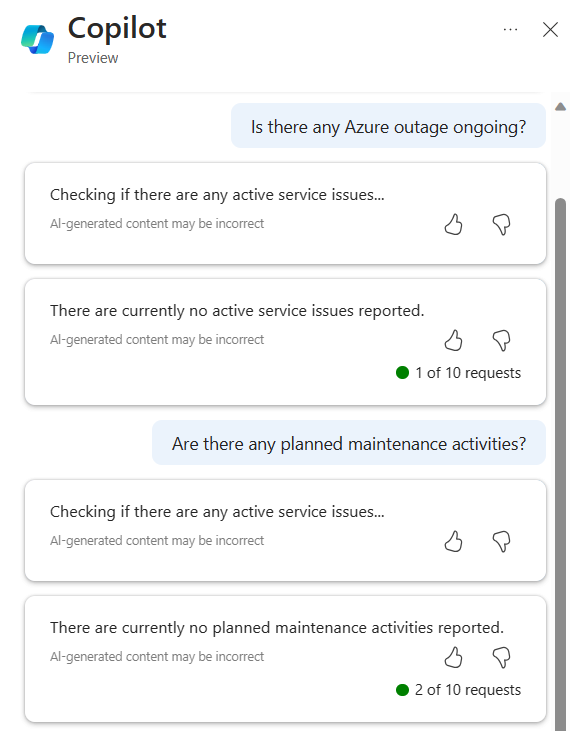 Copilot
Preview
Is there any Azure outage ongoing?
Checking if there are any active service issues...
AI-generated content may be incorrect
There are currently no active service issues reported.
AI-generated content may be incorrect
1 of 10 requests
Are there any planned maintenance activities?
Checking if there are any active service issues...
AI-generated content may be incorrect
There are currently no planned maintenance activities reported.
AI-generated content may be incorrect
2 of 10 requests